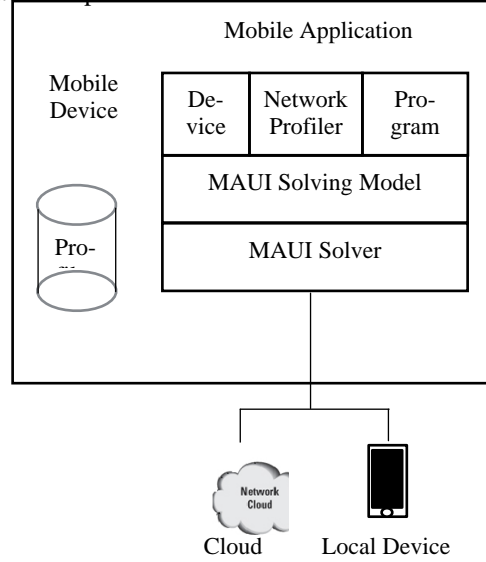 Mobile Application
Mobile
Device
De-
vice
Network
Profiler
Pro-
gram
MAUI Solving Model
Pro-
MAUI Solver
Network
Cloud
Cloud
Local Device